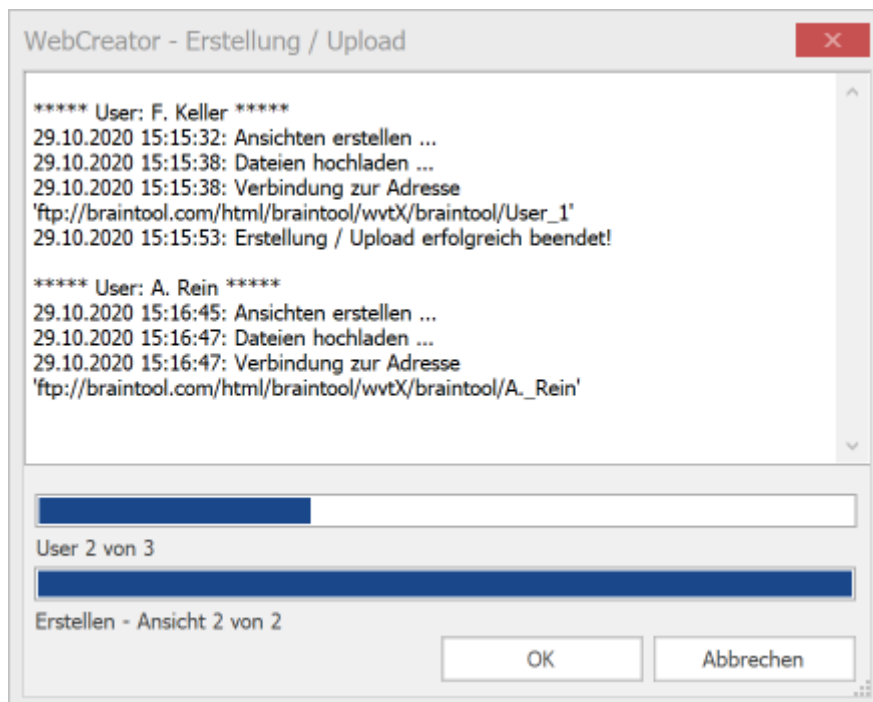 WebCreator - Erstellung / Upload
***** User: F. Keller *****
29.10.2020 15:15:32: Ansichten erstellen ...
29.10.2020 15:15:38: Dateien hochladen ...
29.10.2020 15:15:38: Verbindung zur Adresse
'ftp://braintool.com/html/braintool/wvtX/braintool/User_1'
29.10.2020 15:15:53: Erstellung / Upload erfolgreich beendet!
***** User: A. Rein *****
29.10.2020 15:16:45: Ansichten erstellen ...
29.10.2020 15:16:47: Dateien hochladen ...
29.10.2020 15:16:47: Verbindung zur Adresse
'ftp://braintool.com/html/braintool/wvtX/braintool/A._Rein'
User 2 von 3
Erstellen - Ansicht 2 von 2
OK Abbrechen